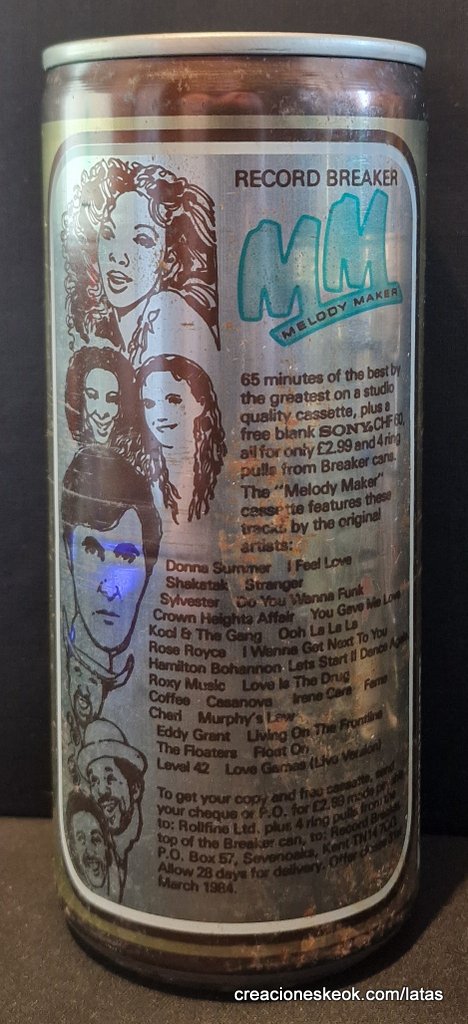 RECORD BREAKER
MM
MELODY MAKER
65 minutes of the best by
the greatest on a studio
quality cassette, plus a
free blank SONY CHF 60,
all for only £2.99 and 4 ring
pulls from Breaker cans.
The "Melody Maker"
cassette features these
tracks by the original
artists:
Donna Summer I Feel Love
Shakatak Stranger
Sylvester Do You Wanna Funk
Crown Heights Affair You Gave Me Love
Kool & The Gang Ooh La La La
Rose Royce I Wanna Get Next To You
Hamilton Bohannon Lets Start II Dance Again
Roxy Music Love Is The Drug
Coffee Casanova Irene Cara Fame
Cheri Murphy's Law
Eddy Grant Living On The Frontline
The Floaters Float On
Level 42 Love Games (Live Version)
To get your copy and free cassette, send
your cheque or P.O. for £2.99 made payable
to: Rollfine Ltd. plus 4 ring pulls from the
top of the Breaker can, to: Record Breaker,
P.O. Box 57, Sevenoaks, Kent TN14
Allow 28 days for delivery. Offer closes 31st
March 1984.
creacioneskeok.com/latas